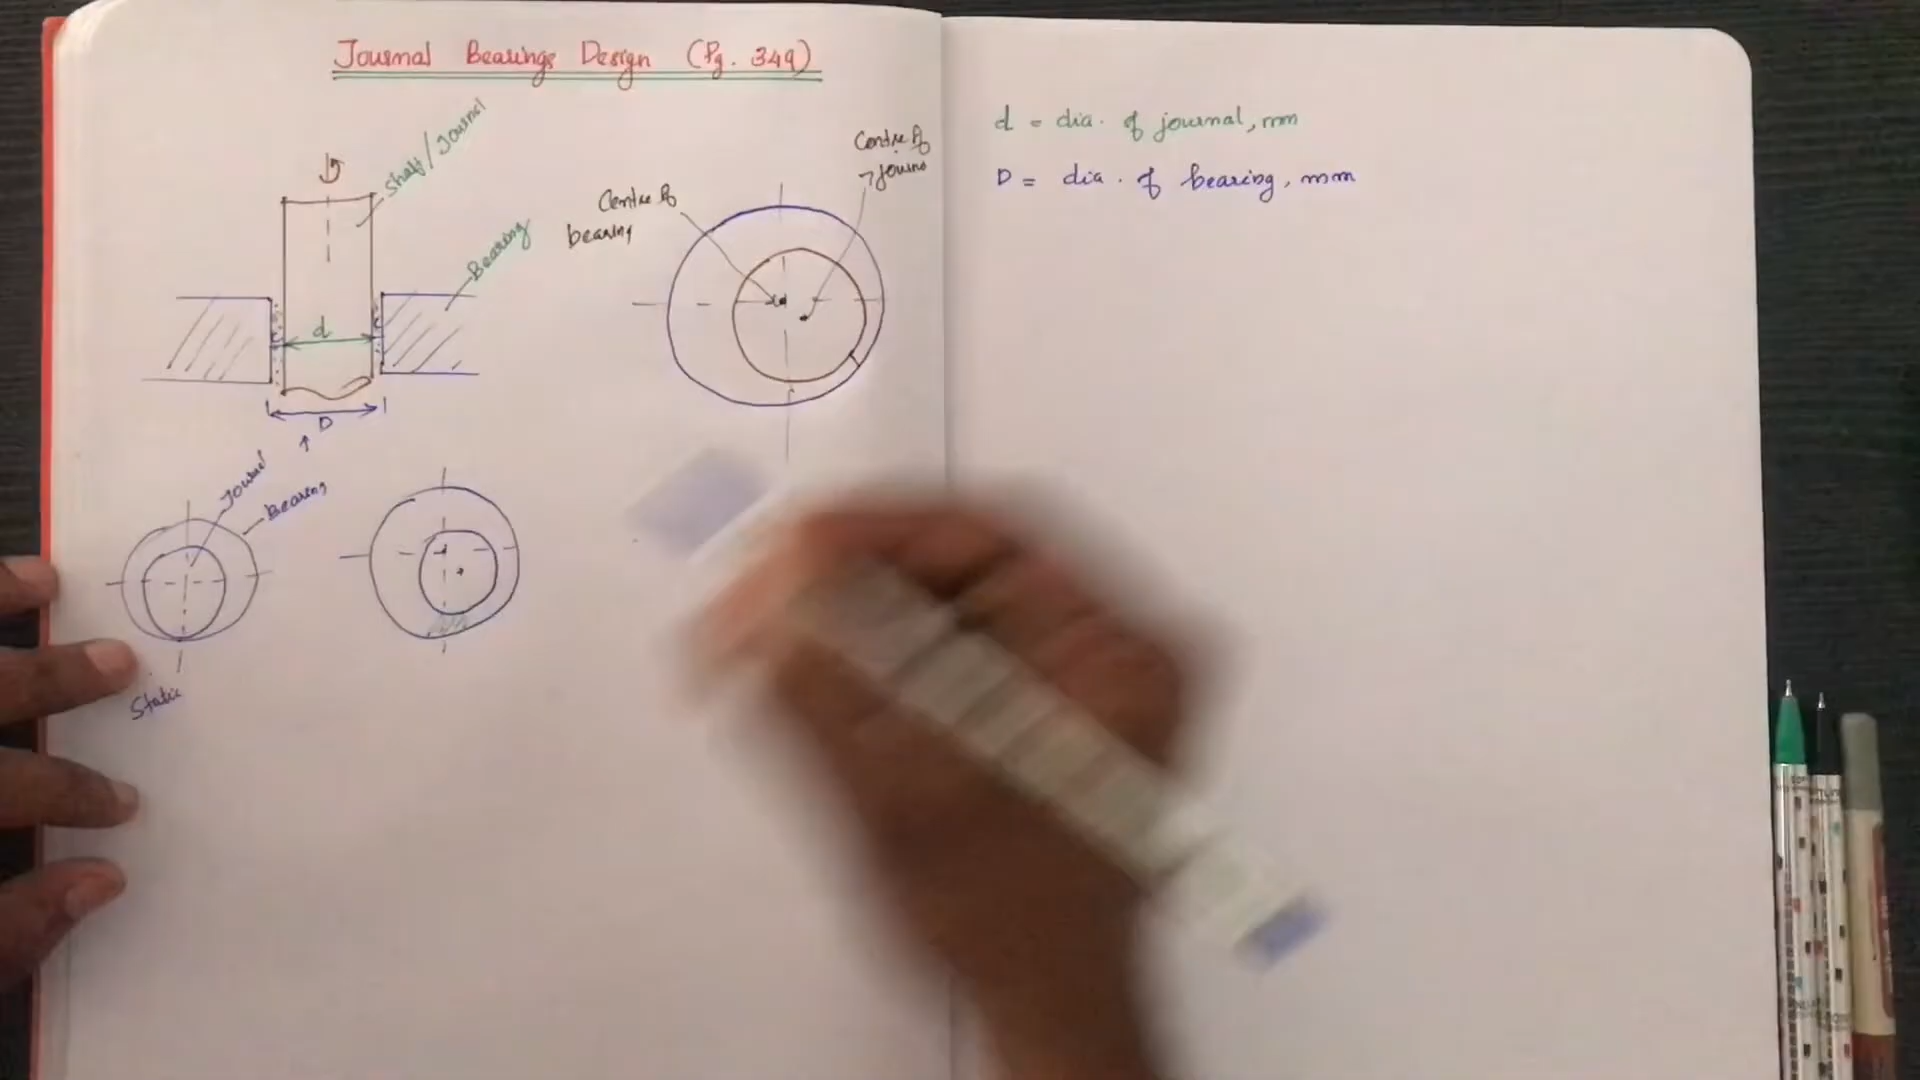 Journal Bearings Design (Pg. 349)
Shaft/Journal
Bearing
d
D
Centre of
bearing
Centre of
Journal
Bearing
Static
d = dia. of journal, mm
D = dia. of bearing, mm